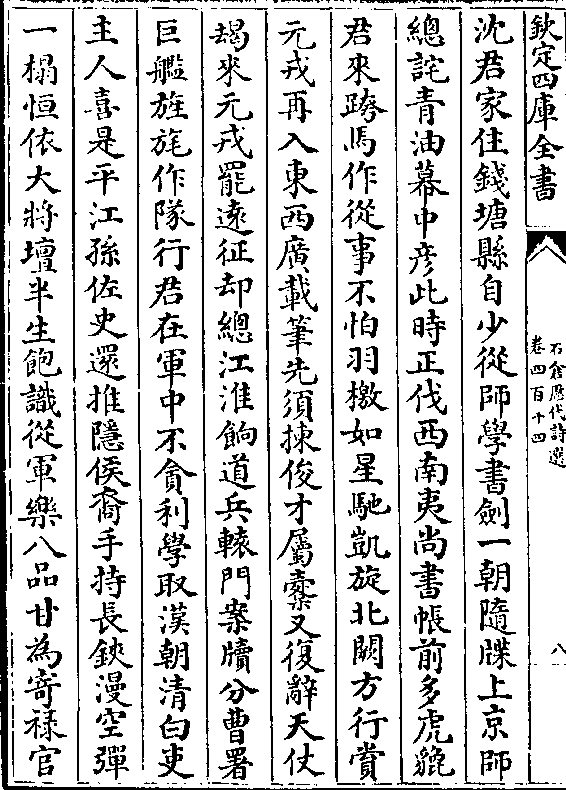 欽定四庫全書
石倉歷代詩選
卷四百十四
八
沈君家住錢塘縣自少從師學書劍一朝隨牒上京師
總詫青油幕中彥此時正伐西南夷尚書帳前多虎貔
君來跨馬作從事不怕羽檄如星馳凱旋北闕方行賞
元戎再入東西廣載筆先須揀俊才屬櫜又復辭天仗
朅來元戎罷遠征却總江淮餉道兵轅門案牘分曹署
巨艦旌旄作隊行君在軍中不貪利學取漢朝清白吏
主人喜是平江孫佐史還推隱侯裔手持長鋏漫空彈
一榻恒依大將壇半生飽識從軍樂八品甘為寄祿官